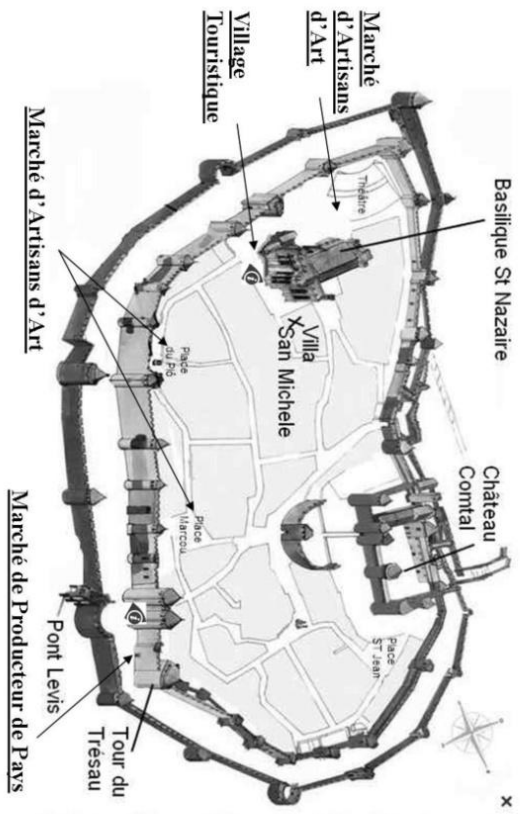 Marché
d'Artisans
d'Art
Village
Touristique
Marché d'Artisans d'Art
Basilique St Nazaire
Théâtre
Villa
San Michele
Place
du Plô
Château
Comtal
Place
Marcou
Place
ST Jean
Pont Levis
Tour du
Trésau
Marché de Producteur de Pays
i
i
x
x